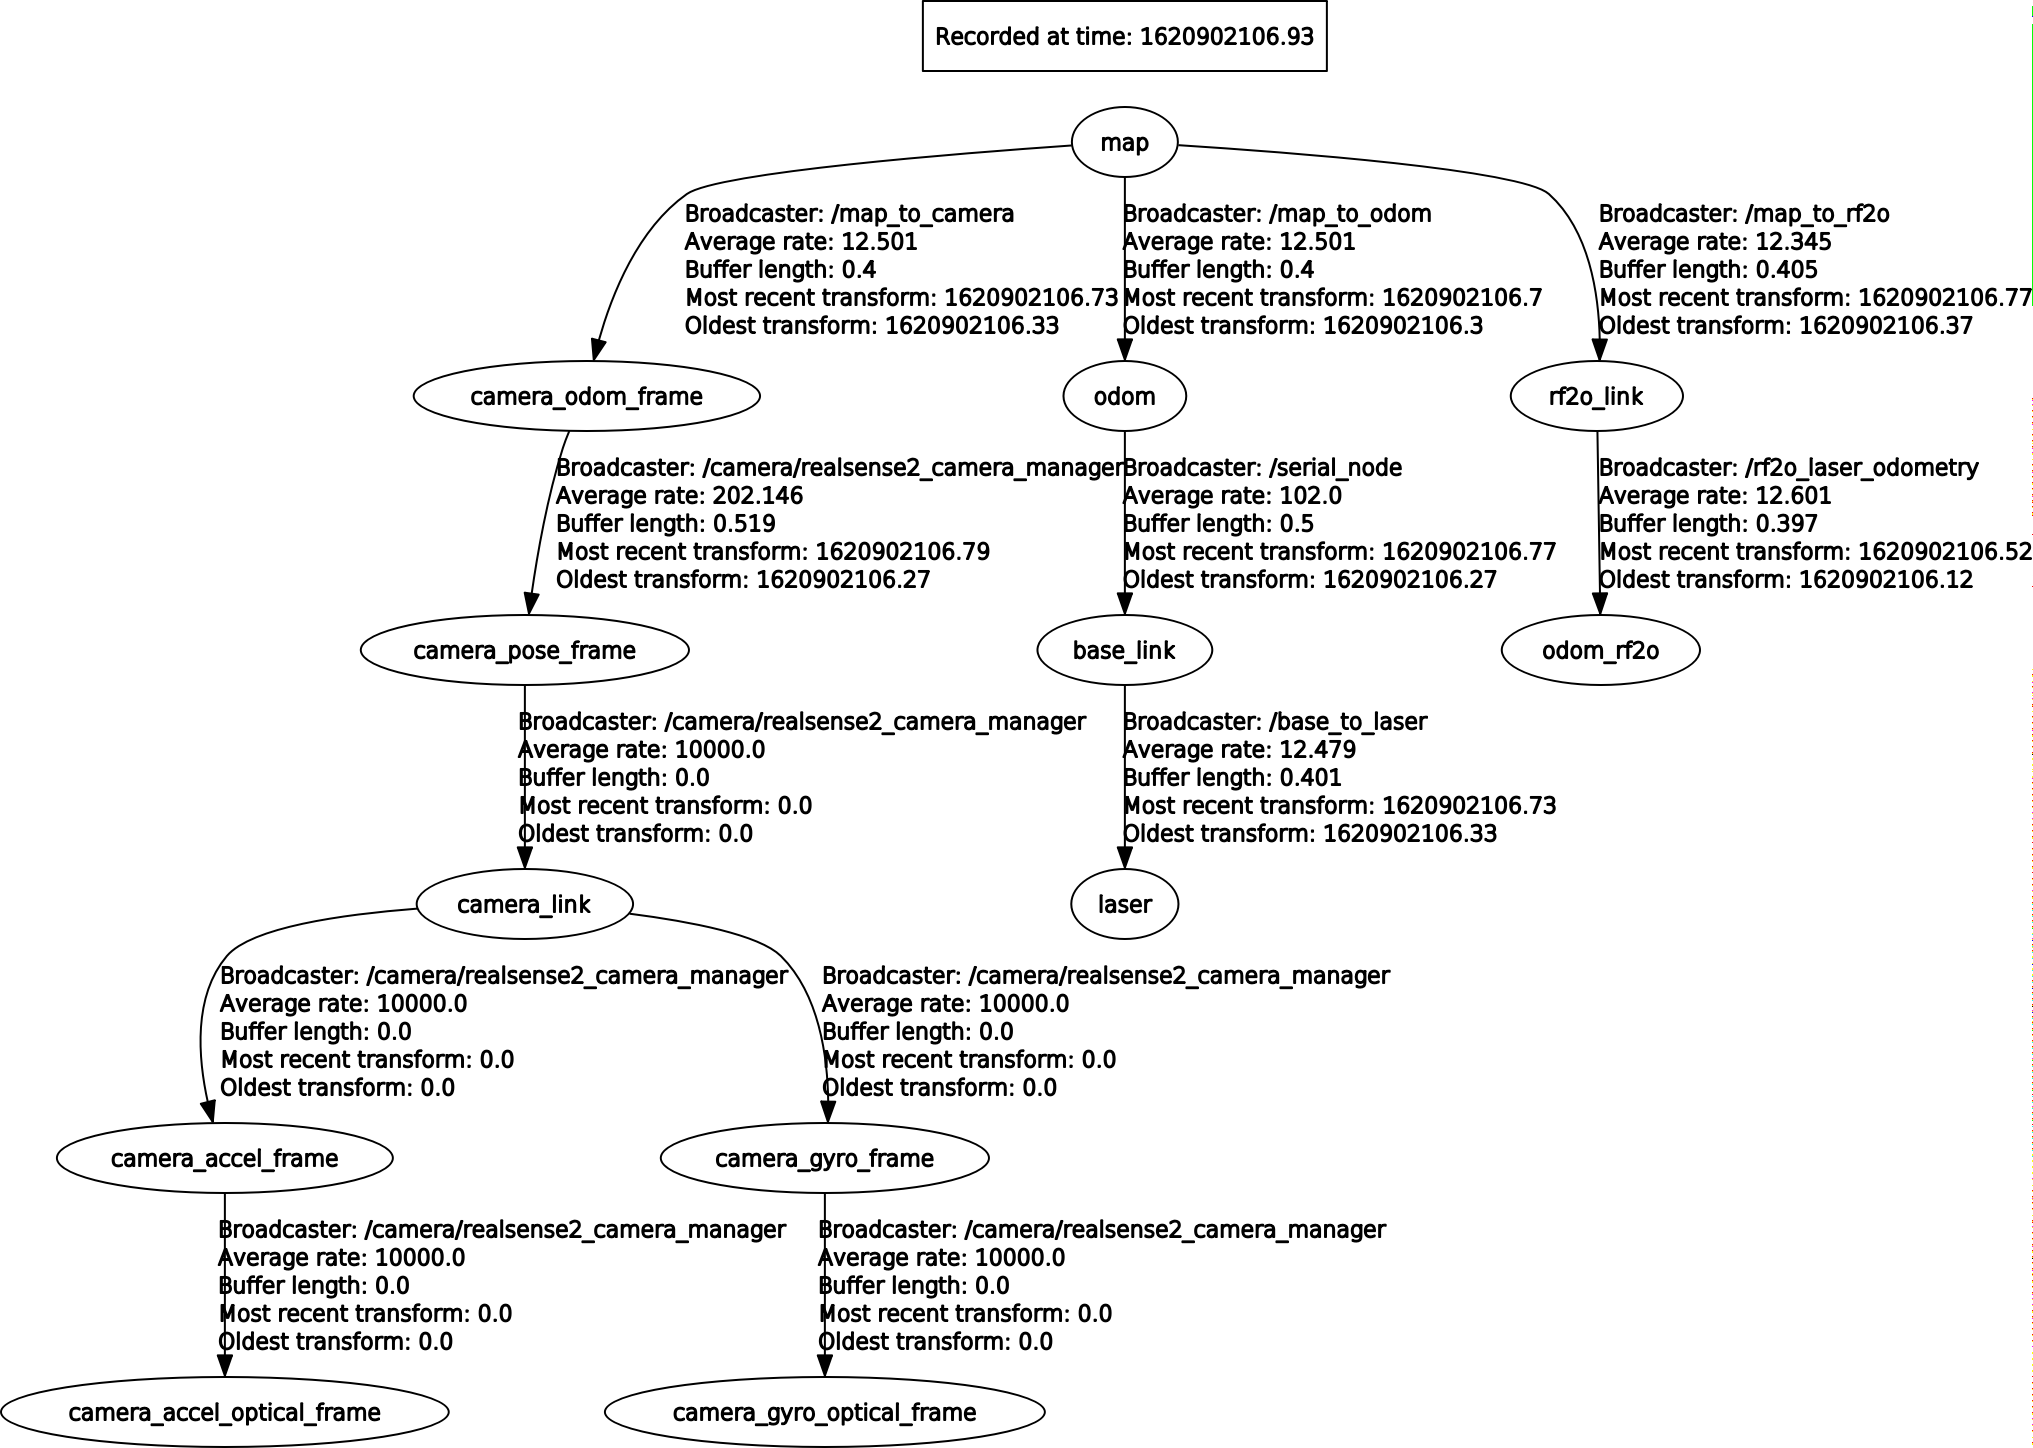 Recorded at time: 1620902106.93
map
Broadcaster: /map_to_camera
Average rate: 12.501
Buffer length: 0.4
Most recent transform: 1620902106.73
Oldest transform: 1620902106.33
Broadcaster: /map_to_odom
Average rate: 12.501
Buffer length: 0.4
Most recent transform: 1620902106.7
Oldest transform: 1620902106.3
Broadcaster: /map_to_rf2o
Average rate: 12.345
Buffer length: 0.405
Most recent transform: 1620902106.77
Oldest transform: 1620902106.37
camera_odom_frame
odom
rf2o_link
Broadcaster: /camera/realsense2_camera_manager
Average rate: 202.146
Buffer length: 0.519
Most recent transform: 1620902106.79
Oldest transform: 1620902106.27
Broadcaster: /serial_node
Average rate: 102.0
Buffer length: 0.5
Most recent transform: 1620902106.77
Oldest transform: 1620902106.27
Broadcaster: /rf2o_laser_odometry
Average rate: 12.601
Buffer length: 0.397
Most recent transform: 1620902106.52
Oldest transform: 1620902106.12
camera_pose_frame
base_link
odom_rf2o
Broadcaster: /camera/realsense2_camera_manager
Average rate: 10000.0
Buffer length: 0.0
Most recent transform: 0.0
Oldest transform: 0.0
Broadcaster: /base_to_laser
Average rate: 12.479
Buffer length: 0.401
Most recent transform: 1620902106.73
Oldest transform: 1620902106.33
camera_link
laser
Broadcaster: /camera/realsense2_camera_manager
Average rate: 10000.0
Buffer length: 0.0
Most recent transform: 0.0
Oldest transform: 0.0
Broadcaster: /camera/realsense2_camera_manager
Average rate: 10000.0
Buffer length: 0.0
Most recent transform: 0.0
Oldest transform: 0.0
camera_accel_frame
camera_gyro_frame
Broadcaster: /camera/realsense2_camera_manager
Average rate: 10000.0
Buffer length: 0.0
Most recent transform: 0.0
Oldest transform: 0.0
Broadcaster: /camera/realsense2_camera_manager
Average rate: 10000.0
Buffer length: 0.0
Most recent transform: 0.0
Oldest transform: 0.0
camera_accel_optical_frame
camera_gyro_optical_frame